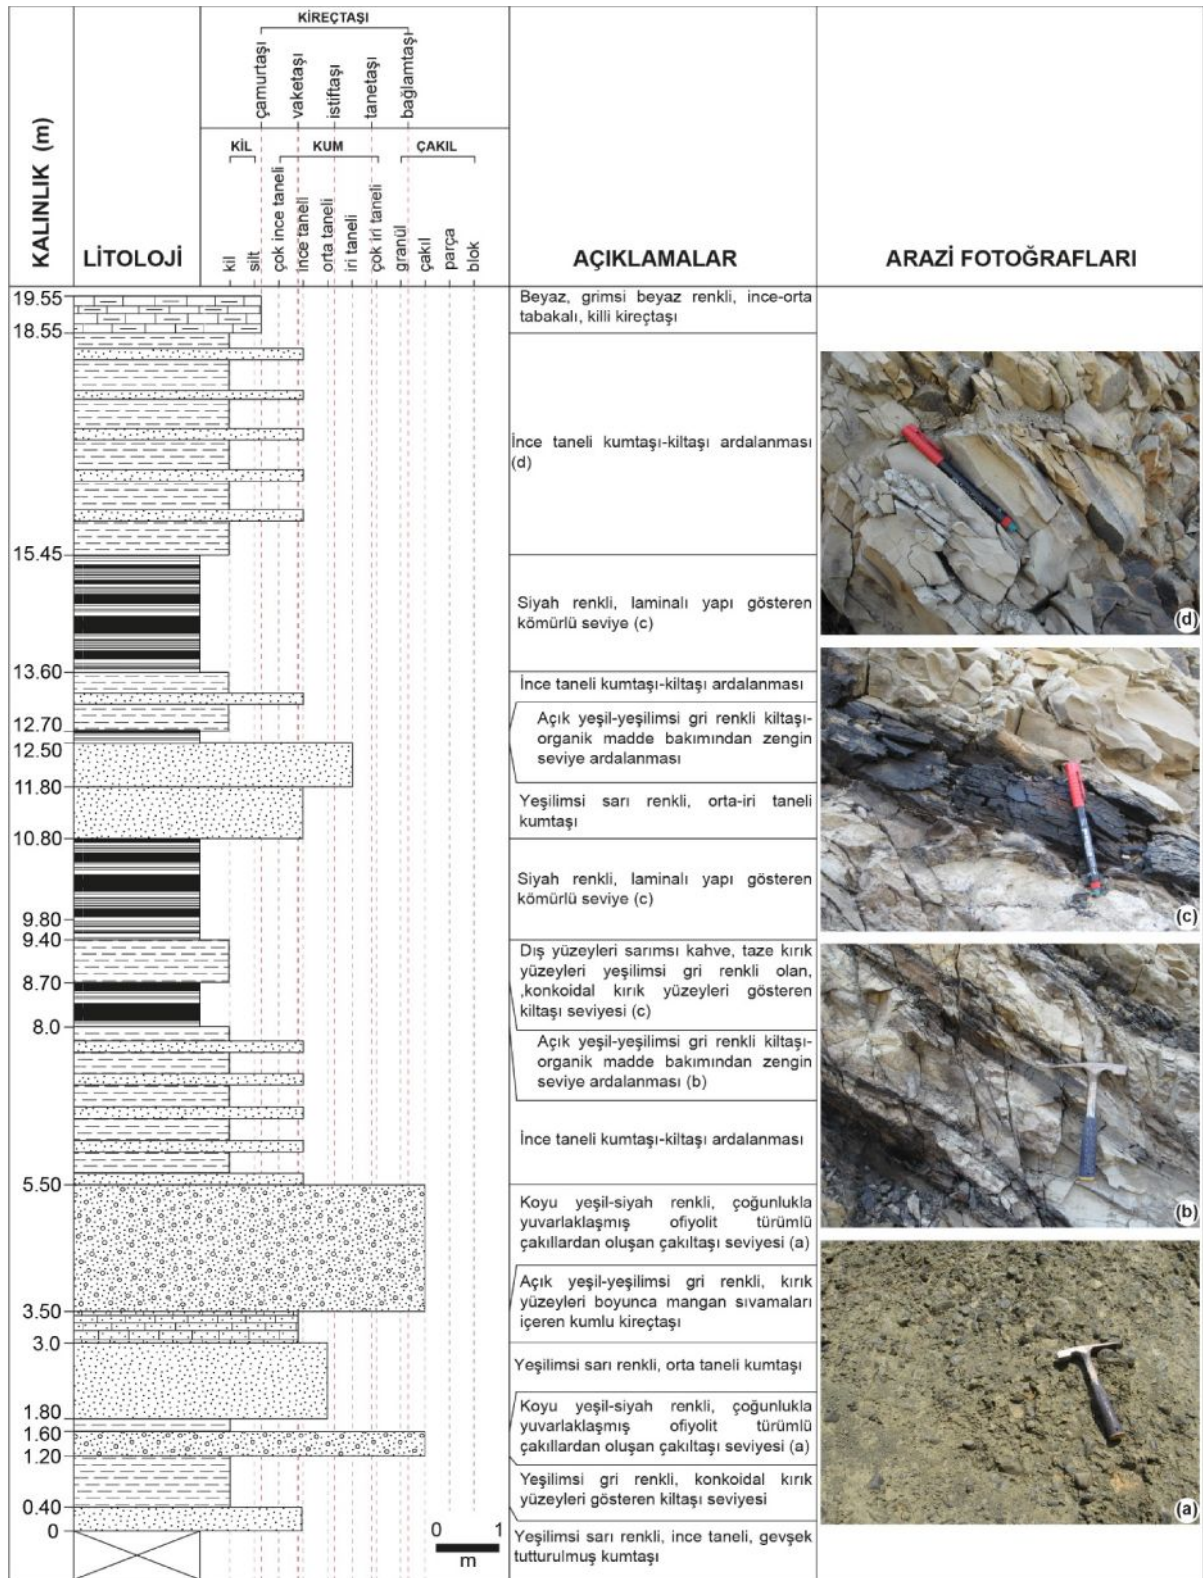 KİREÇTAŞI
çamurtaşı
vaketaşı
istiftaşı
tanetaşı
bağlamtaşı
KİL
KUM
ÇAKIL
kil
silt
çok ince taneli
ince taneli
orta taneli
iri taneli
çok iri taneli
granül
çakıl
parça
blok
KALINLIK (m)
LİTOLOJİ
AÇIKLAMALAR
ARAZİ FOTOĞRAFLARI
19.55
18.55
15.45
13.60
12.70
12.50
11.80
10.80
9.80
9.40
8.70
8.0
5.50
3.50
3.0
1.80
1.60
1.20
0.40
0
0 1
m
Beyaz, grimsi beyaz renkli, ince-orta
tabakalı, killi kireçtaşı
İnce taneli kumtaşı-kiltaşı ardalanması
(d)
Siyah renkli, laminalı yapı gösteren
kömürlü seviye (c)
İnce taneli kumtaşı-kiltaşı ardalanması
Açık yeşil-yeşilimsi gri renkli kiltaşı-
organik madde bakımından zengin
seviye ardalanması
Yeşilimsi sarı renkli, orta-iri taneli
kumtaşı
Siyah renkli, laminalı yapı gösteren
kömürlü seviye (c)
Dış yüzeyleri sarımsı kahve, taze kırık
yüzeyleri yeşilimsi gri renkli olan,
,konkoidal kırık yüzeyleri gösteren
kiltaşı seviyesi (c)
Açık yeşil-yeşilimsi gri renkli kiltaşı-
organik madde bakımından zengin
seviye ardalanması (b)
İnce taneli kumtaşı-kiltaşı ardalanması
Koyu yeşil-siyah renkli, çoğunlukla
yuvarlaklaşmış ofiyolit türümlü
çakıllardan oluşan çakıltaşı seviyesi (a)
Açık yeşil-yeşilimsi gri renkli, kırık
yüzeyleri boyunca mangan sıvamaları
içeren kumlu kireçtaşı
Yeşilimsi sarı renkli, orta taneli kumtaşı
Koyu yeşil-siyah renkli, çoğunlukla
yuvarlaklaşmış ofiyolit türümlü
çakıllardan oluşan çakıltaşı seviyesi (a)
Yeşilimsi gri renkli, konkoidal kırık
yüzeyleri gösteren kiltaşı seviyesi
Yeşilimsi sarı renkli, ince taneli, gevşek
tutturulmuş kumtaşı
(d)
(c)
(b)
(a)